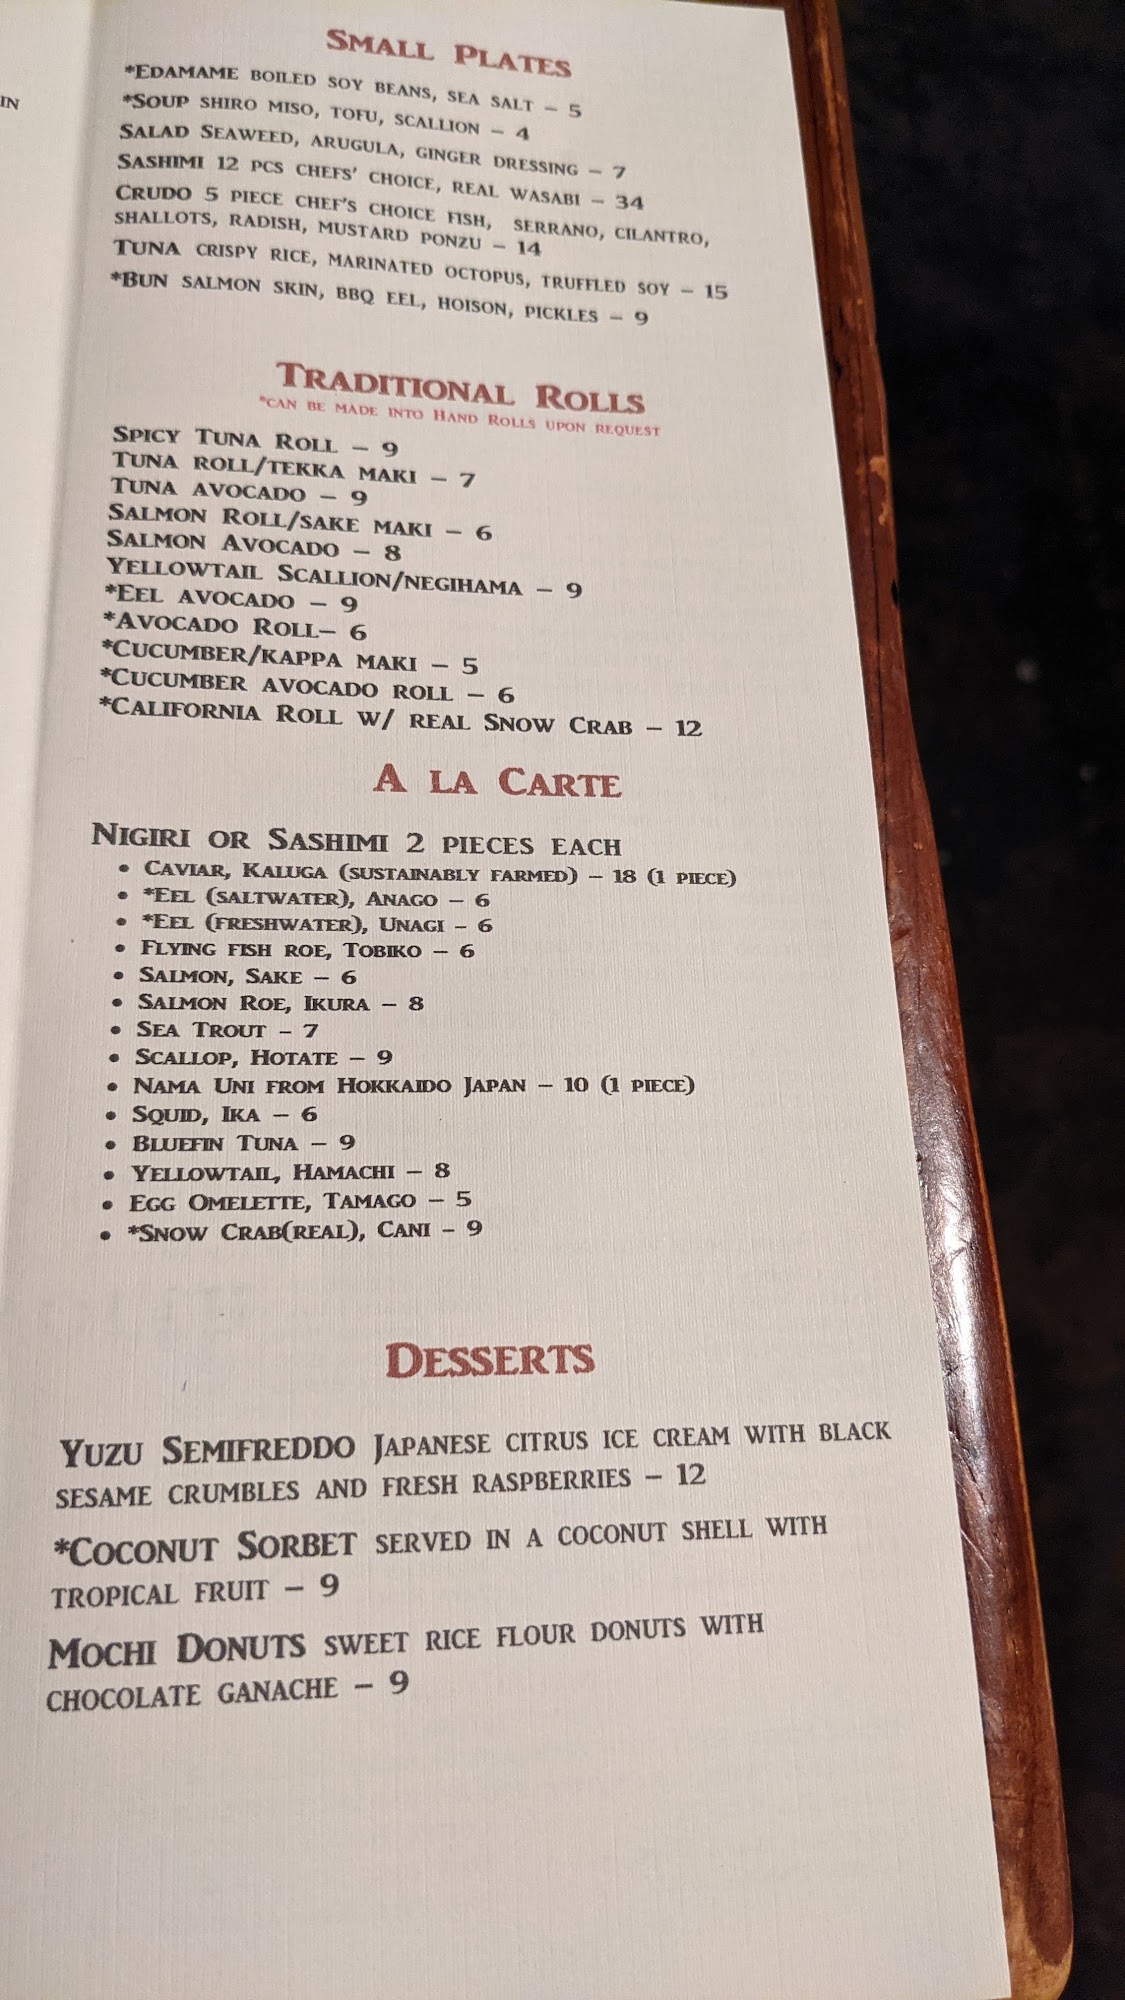 IN
Small Plates
*Edamame boiled soy beans, sea salt – 5
*Soup shiro miso, tofu, scallion – 4
Salad Seaweed, arugula, ginger dressing – 7
Sashimi 12 pcs chefs' choice, real wasabi – 34
Crudo 5 piece chef's choice fish, serrano, cilantro,
shallots, radish, mustard ponzu – 14
Tuna crispy rice, marinated octopus, truffled soy – 15
*Bun salmon skin, bbq eel, hoison, pickles – 9
Traditional Rolls
*can be made into Hand Rolls upon request
Spicy Tuna Roll – 9
Tuna roll/tekka maki – 7
Tuna avocado – 9
Salmon Roll/sake maki – 6
Salmon Avocado – 8
Yellowtail Scallion/negihama – 9
*Eel avocado – 9
*Avocado Roll– 6
*Cucumber/kappa maki – 5
*Cucumber avocado roll – 6
*California Roll w/ real Snow Crab – 12
A la Carte
Nigiri or Sashimi 2 pieces each
• Caviar, Kaluga (sustainably farmed) – 18 (1 piece)
• *Eel (saltwater), Anago – 6
• *Eel (freshwater), Unagi – 6
• Flying fish roe, Tobiko – 6
• Salmon, Sake – 6
• Salmon Roe, Ikura – 8
• Sea Trout – 7
• Scallop, Hotate – 9
• Nama Uni from Hokkaido Japan – 10 (1 piece)
• Squid, Ika – 6
• Bluefin Tuna – 9
• Yellowtail, Hamachi – 8
• Egg Omelette, Tamago – 5
• *Snow Crab(real), Cani – 9
Desserts
Yuzu Semifreddo Japanese citrus ice cream with black
sesame crumbles and fresh raspberries – 12
*Coconut Sorbet served in a coconut shell with
tropical fruit – 9
Mochi Donuts sweet rice flour donuts with
chocolate ganache – 9